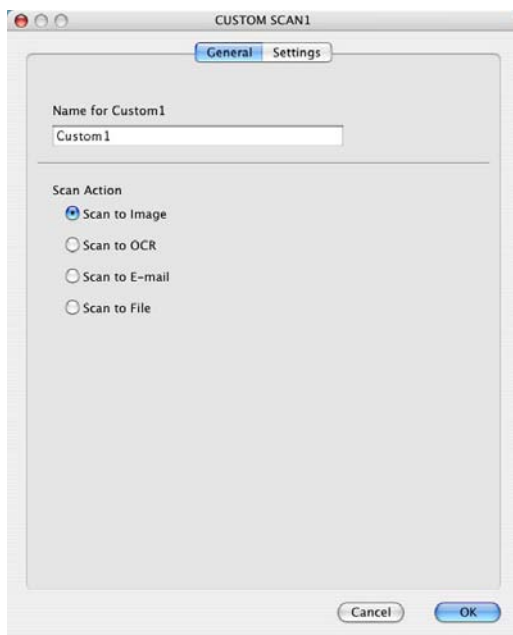 CUSTOM SCAN1
General Settings
Name for Custom1
Custom1
Scan Action
Scan to Image
Scan to OCR
Scan to E-mail
Scan to File
Cancel OK